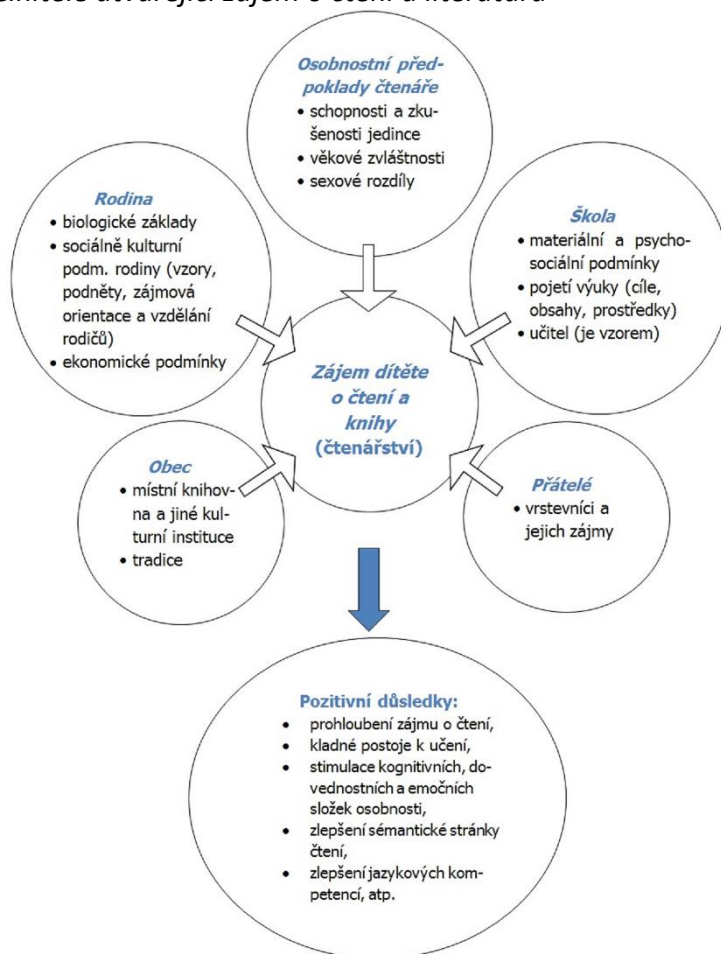 utvářející zájem o čtení a literaturu
Osobnostní před-
poklady čtenáře
• schopnosti a zku-
šenosti jedince
• věkové zvláštnosti
• sexové rozdíly
Rodina
• biologické základy
• sociálně kulturní
podm. rodiny (vzory,
podněty, zájmová
orientace a vzdělání
rodičů)
• ekonomické podmínky
Škola
• materiální a psycho-
sociální podmínky
• pojetí výuky (cíle,
obsahy, prostředky)
• učitel (je vzorem)
Zájem dítěte
o čtení a
knihy
(čtenářství)
Obec
• místní knihov-
na a jiné kul-
turní instituce
• tradice
Přátelé
• vrstevníci a
jejich zájmy
Pozitivní důsledky:
• prohloubení zájmu o čtení,
• kladné postoje k učení,
• stimulace kognitivních, do-
vednostních a emočních
složek osobnosti,
• zlepšení sémantické stránky
čtení,
• zlepšení jazykových kom-
petencí, atp.